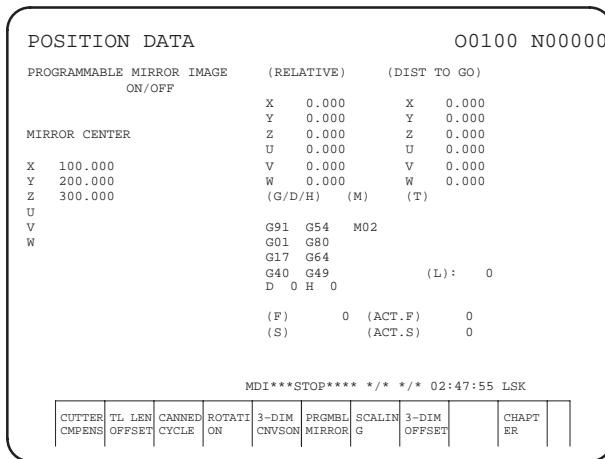 POSITION DATA O0100 N00000
PROGRAMMABLE MIRROR IMAGE (RELATIVE) (DIST TO GO)
ON/OFF
X 0.000 X 0.000
Y 0.000 Y 0.000
MIRROR CENTER Z 0.000 Z 0.000
U 0.000 U 0.000
X 100.000 V 0.000 V 0.000
Y 200.000 W 0.000 W 0.000
Z 300.000 (G/D/H) (M) (T)
U
V G91 G54 M02
W G01 G80
G17 G64
G40 G49 (L): 0
D 0 H 0
(F) 0 (ACT.F) 0
(S) (ACT.S) 0
MDI***STOP**** */* */* 02:47:55 LSK
CUTTER TL LEN CANNED ROTATI 3-DIM PRGMBL SCALIN 3-DIM CHAPT
CMPENS OFFSET CYCLE ON CNVSON MIRROR G OFFSET ER